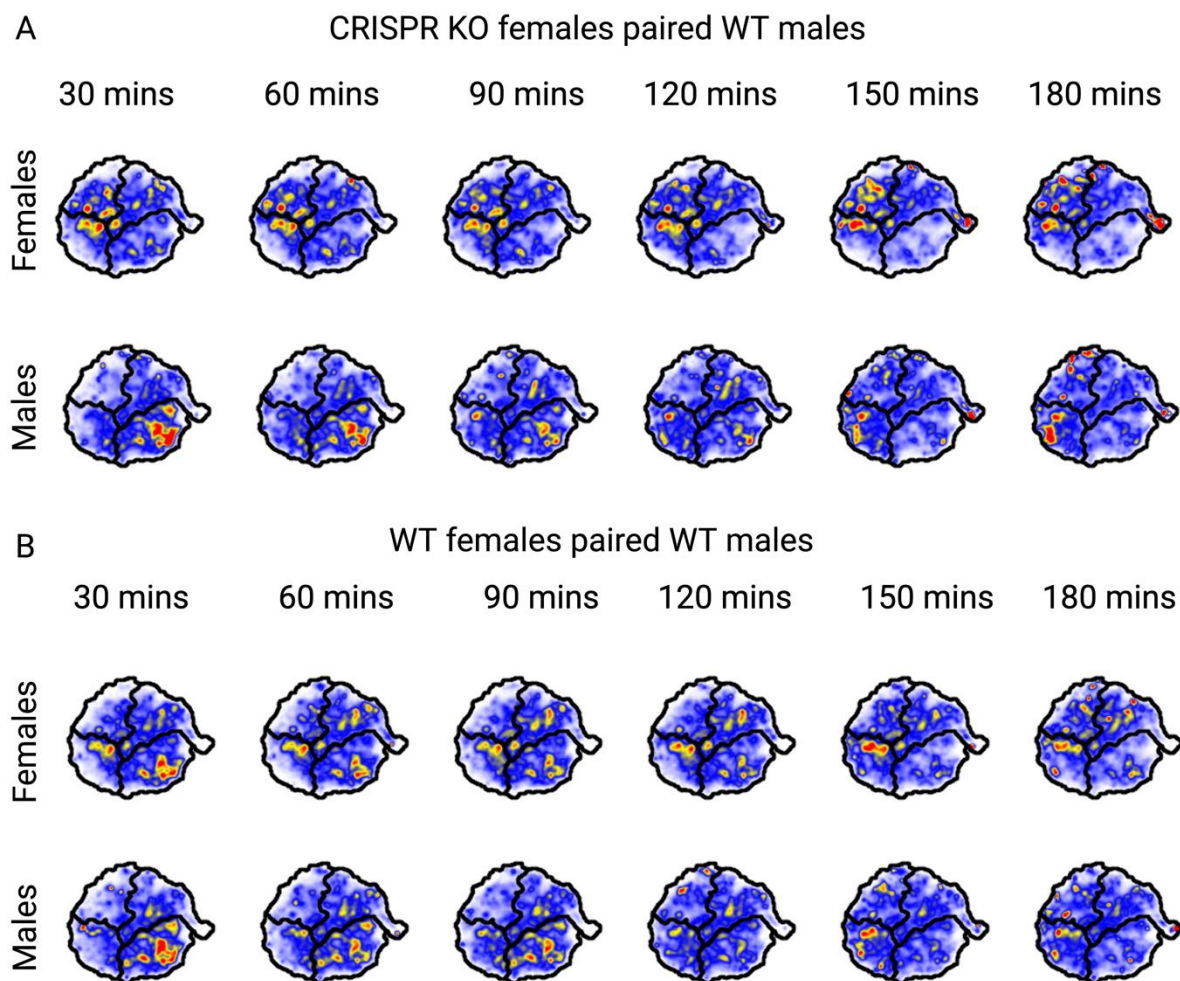 A
CRISPR KO females paired WT males
30 mins 60 mins 90 mins 120 mins 150 mins 180 mins
Females
Males
B
WT females paired WT males
30 mins 60 mins 90 mins 120 mins 150 mins 180 mins
Females
Males